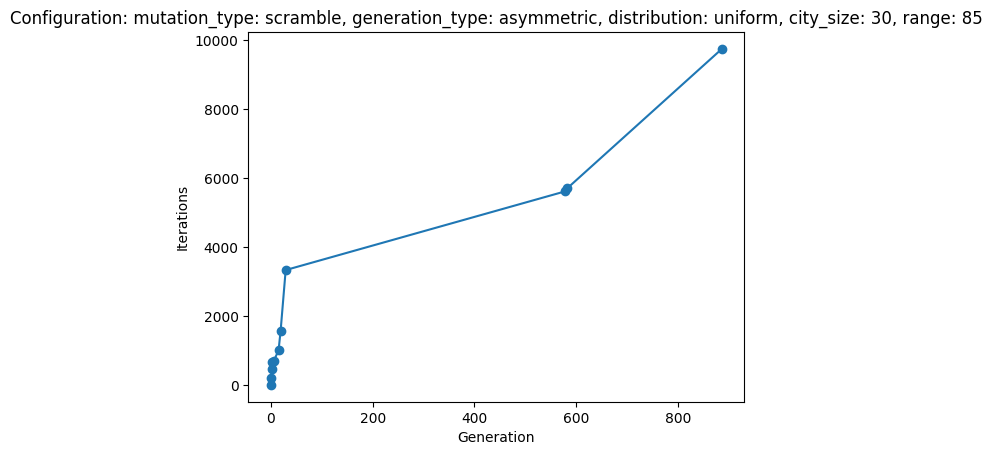 Configuration: mutation_type: scramble, generation_type: asymmetric, distribution: uniform, city_size: 30, range: 85
10000
8000
6000
4000
2000
0
Iterations
0 200 400 600 800
Generation